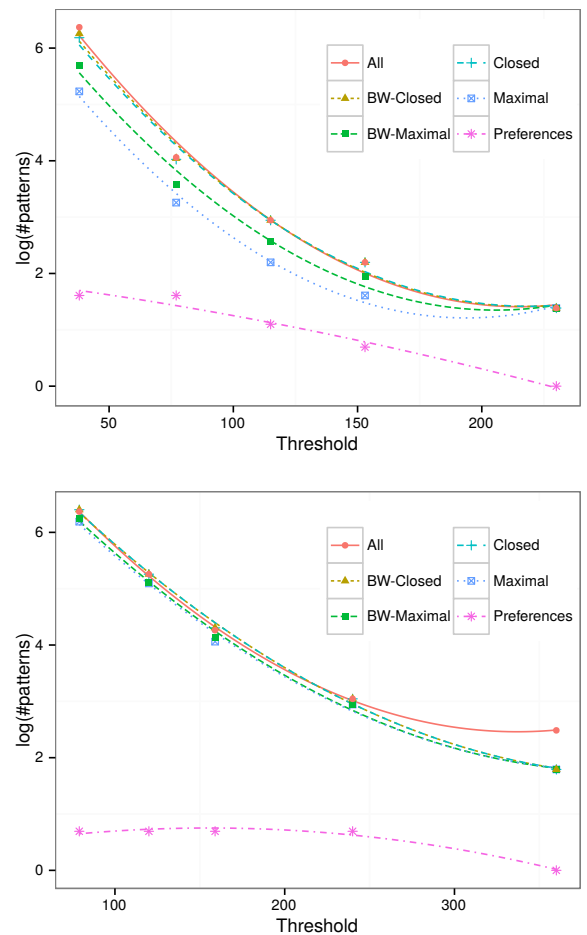 6
All
Closed
BW-Closed
Maximal
BW-Maximal
Preferences
4
2
0
log(#patterns)
50
100
150
200
Threshold
6
All
Closed
BW-Closed
Maximal
BW-Maximal
Preferences
4
2
0
log(#patterns)
100
200
300
Threshold